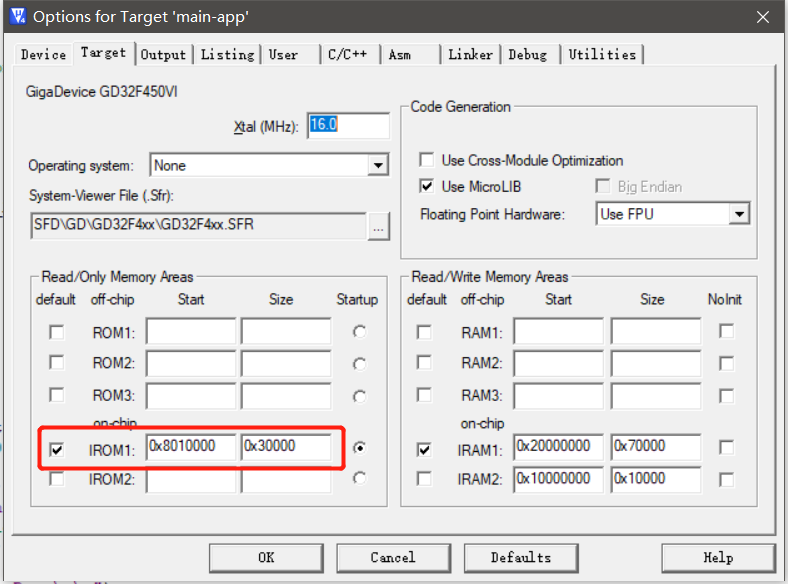 Options for Target 'main-app'
Device Target Output Listing User C/C++ Asm Linker Debug Utilities
GigaDevice GD32F450VI
Xtal (MHz): 16.0
Operating system: None
System-Viewer File (.Sfr):
SFD\GD\GD32F4xx\GD32F4xx.SFR ...
Code Generation
Use Cross-Module Optimization
Use MicroLIB Big Endian
Floating Point Hardware: Use FPU
Read/Only Memory Areas
default off-chip Start Size Startup
ROM1:
ROM2:
ROM3:
on-chip
IROM1: 0x8010000 0x30000
IROM2:
Read/Write Memory Areas
default off-chip Start Size NoInit
RAM1:
RAM2:
RAM3:
on-chip
IRAM1: 0x20000000 0x70000
IRAM2: 0x10000000 0x10000
OK Cancel Defaults Help